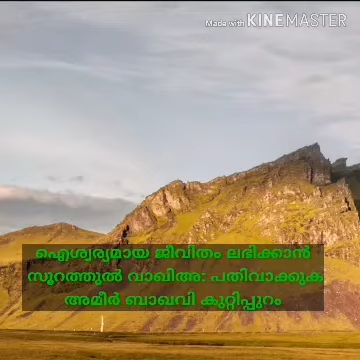 Made with KINEMASTER
ഐശ്വര്യമായ ജീവിതം ലഭിക്കാൻ
സൂറത്തുൽ വാഖിഅ: പതിവാക്കുക
അമീർ ബാഖവി കുറ്റിപ്പുറം